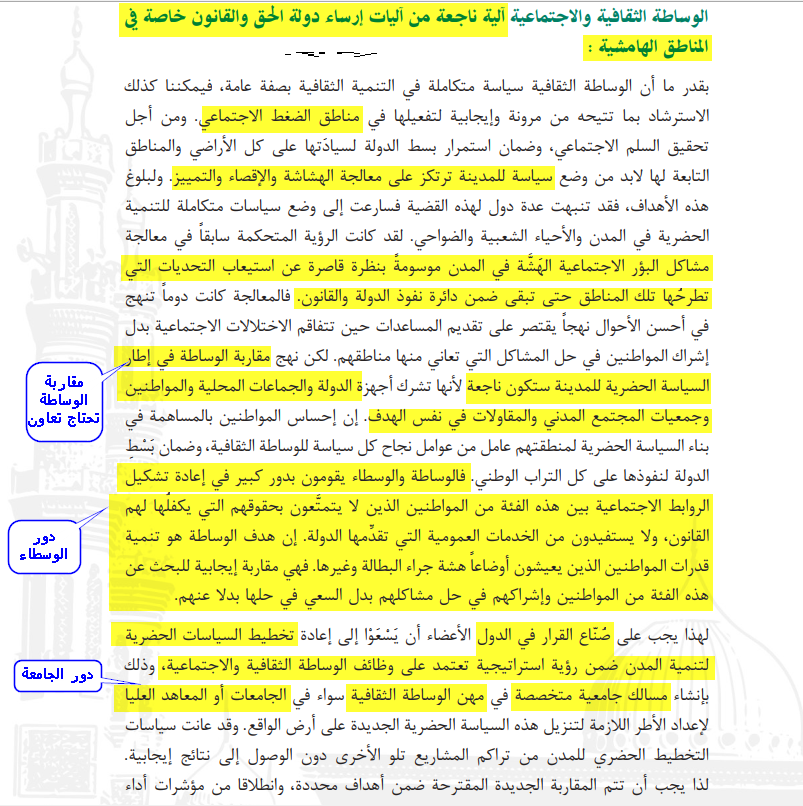 الوساطة الثقافية والاجتماعية آلية ناجعة من آليات إرساء دولة الحق والقانون خاصة في
المناطق الهامشية :
بقدر ما أن الوساطة الثقافية سياسة متكاملة في التنمية الثقافية بصفة عامة، فيمكننا كذلك
الاسترشاد بما تتيحه من مرونة وإيجابية لتفعيلها في مناطق الضغط الاجتماعي. ومن أجل
تحقيق السلم الاجتماعي، وضمان استمرار بسط الدولة لسيادتها على كل الأراضي والمناطق
التابعة لها لابد من وضع سياسة للمدينة ترتكز على معالجة الهشاشة والإقصاء والتمييز. ولبلوغ
هذه الأهداف، فقد تنبهت عدة دول لهذه القضية فسارعت إلى وضع سياسات متكاملة للتنمية
الحضرية في المدن والأحياء الشعبية والضواحي. لقد كانت الرؤية المتحكمة سابقاً في معالجة
مشاكل البؤر الاجتماعية الهَشَّة في المدن موسومةً بنظرة قاصرة عن استيعاب التحديات التي
تطرحُها تلك المناطق حتى تبقى ضمن دائرة نفوذ الدولة والقانون. فالمعالجة كانت دوماً تنهج
في أحسن الأحوال نهجاً يقتصر على تقديم المساعدات حين تتفاقم الاختلالات الاجتماعية بدل
إشراك المواطنين في حل المشاكل التي تعاني منها مناطقهم. لكن نهج مقاربة الوساطة في إطار
السياسة الحضرية للمدينة ستكون ناجعة لأنها تشرك أجهزة الدولة والجماعات المحلية والمواطنين
وجمعيات المجتمع المدني والمقاولات في نفس الهدف. إن إحساس المواطنين بالمساهمة في
بناء السياسة الحضرية لمنطقتهم عامل من عوامل نجاح كل سياسة للوساطة الثقافية، وضمان بَسْطِ
الدولة لنفوذها على كل التراب الوطني. فالوساطة والوسطاء يقومون بدور كبير في إعادة تشكيل
الروابط الاجتماعية بين هذه الفئة من المواطنين الذين لا يتمتَّعون بحقوقهم التي يكفلُها لهم
القانون، ولا يستفيدون من الخدمات العمومية التي تقدِّمها الدولة. إن هدف الوساطة هو تنمية
قدرات المواطنين الذين يعيشون أوضاعاً هشة جراء البطالة وغيرها. فهي مقاربة إيجابية للبحث عن
هذه الفئة من المواطنين وإشراكهم في حل مشاكلهم بدل السعي في حلها بدلا عنهم.
لهذا يجب على صُنّاع القرار في الدول الأعضاء أن يَسْعَوْا إلى إعادة تخطيط السياسات الحضرية
لتنمية المدن ضمن رؤية استراتيجية تعتمد على وظائف الوساطة الثقافية والاجتماعية، وذلك
بإنشاء مسالك جامعية متخصصة في مهن الوساطة الثقافية سواء في الجامعات أو المعاهد العليا
لإعداد الأطر اللازمة لتنزيل هذه السياسة الحضرية الجديدة على أرض الواقع. وقد عانت سياسات
التخطيط الحضري للمدن من تراكم المشاريع تلو الأخرى دون الوصول إلى نتائج إيجابية.
لذا يجب أن تتم المقاربة الجديدة المقترحة ضمن أهداف محددة، وانطلاقا من مؤشرات أداء
مقاربة
الوساطة
تحتاج تعاون
دور
الوسطاء
دور الجامعة